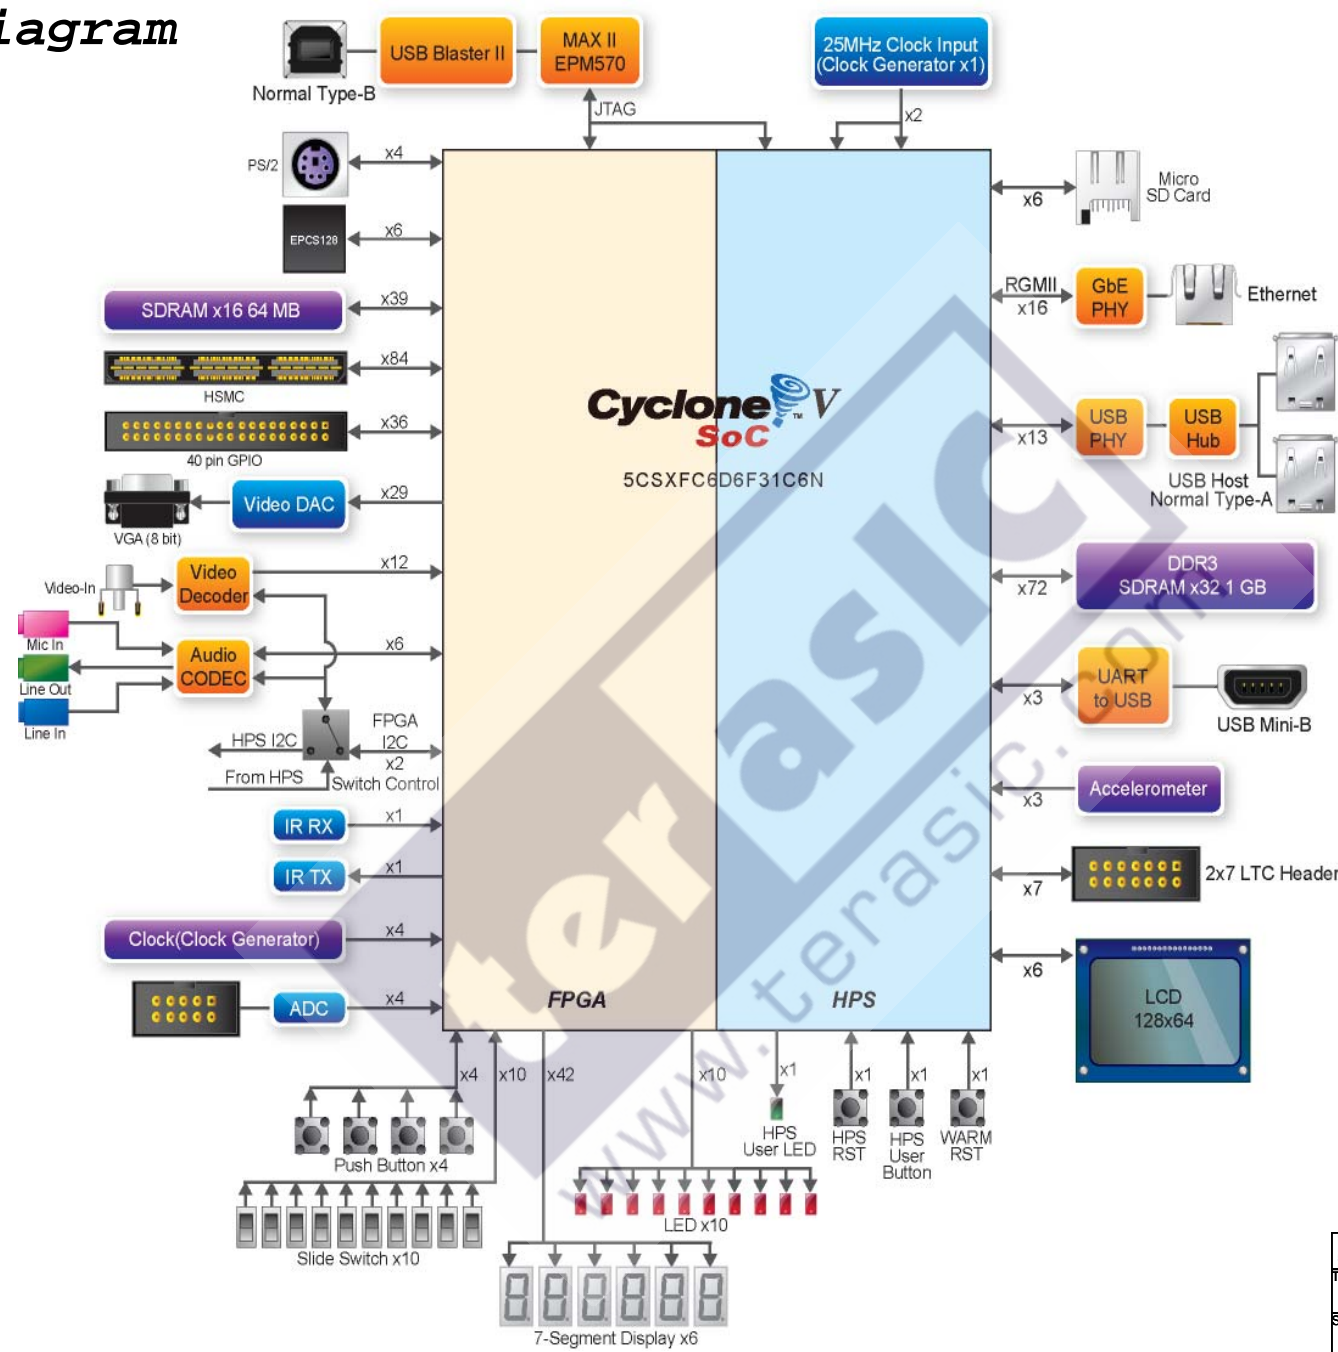 iagram
Normal Type-B
USB Blaster II
MAX II
EPM570
JTAG
25MHz Clock Input
(Clock Generator x1)
x2
PS/2
x4
EPCS128
x6
SDRAM x16 64 MB
x39
HSMC
x84
40 pin GPIO
x36
VGA (8 bit)
Video DAC
x29
Video-In
Video
Decoder
x12
Mic In
Line Out
Line In
Audio
CODEC
x6
HPS I2C
From HPS
FPGA
I2C
x2
Switch Control
IR RX
x1
IR TX
x1
Clock(Clock Generator)
x4
ADC
x4
Cyclone V
™
SoC
5CSXFC6D6F31C6N
FPGA
HPS
x6
Micro
SD Card
RGMII
x16
GbE
PHY
Ethernet
x13
USB
PHY
USB
Hub
USB Host
Normal Type-A
x72
DDR3
SDRAM x32 1 GB
x3
UART
to USB
USB Mini-B
x3
Accelerometer
x7
2x7 LTC Header
x6
LCD
128x64
x4
x10
x42
x10
x1
x1
x1
x1
Push Button x4
Slide Switch x10
7-Segment Display x6
LED x10
HPS
User LED
HPS
RST
HPS
User
Button
WARM
RST
terasic
www.terasic.com